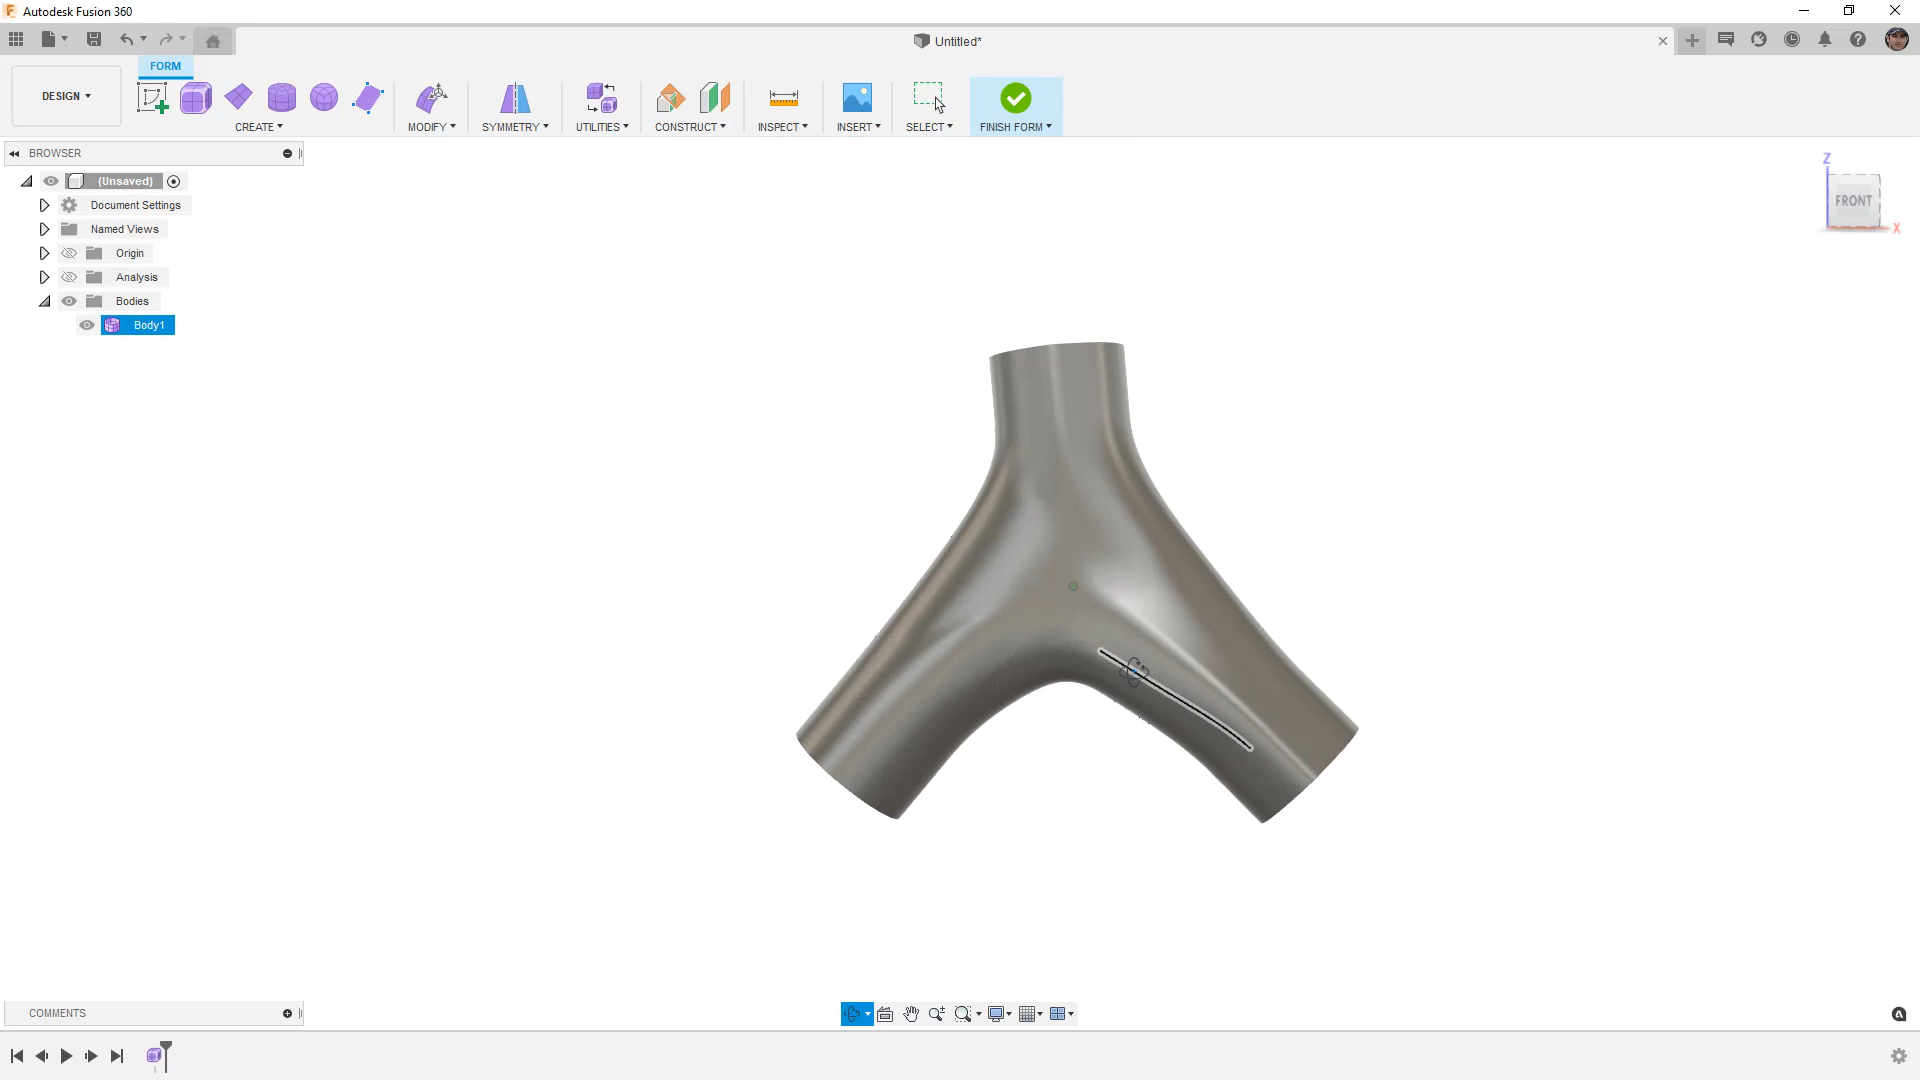 Autodesk Fusion 360
Untitled*
FORM
DESIGN
CREATE
MODIFY
SYMMETRY
UTILITIES
CONSTRUCT
INSPECT
INSERT
SELECT
FINISH FORM
BROWSER
(Unsaved)
Document Settings
Named Views
Origin
Analysis
Bodies
Body1
Z
FRONT
X
COMMENTS